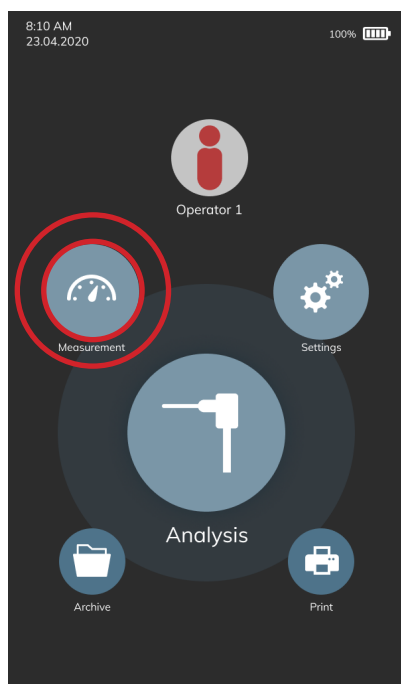 8:10 AM
100%
23.04.2020
Operator 1
Measurement
Settings
Analysis
Archive
Print